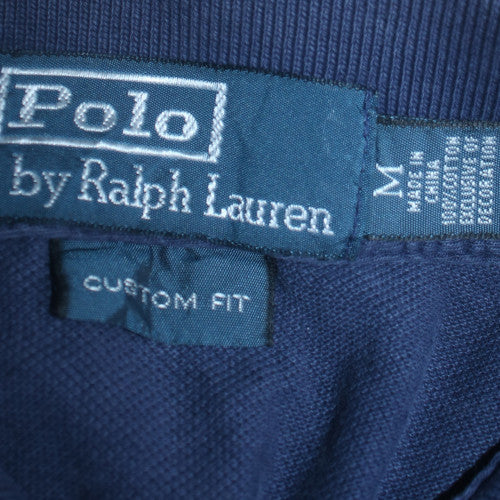 Polo
by Ralph Lauren
CUSTOM FIT
M
MADE IN
CHINA
100% COTTON
EXCLUSIVE OF
DECORATION